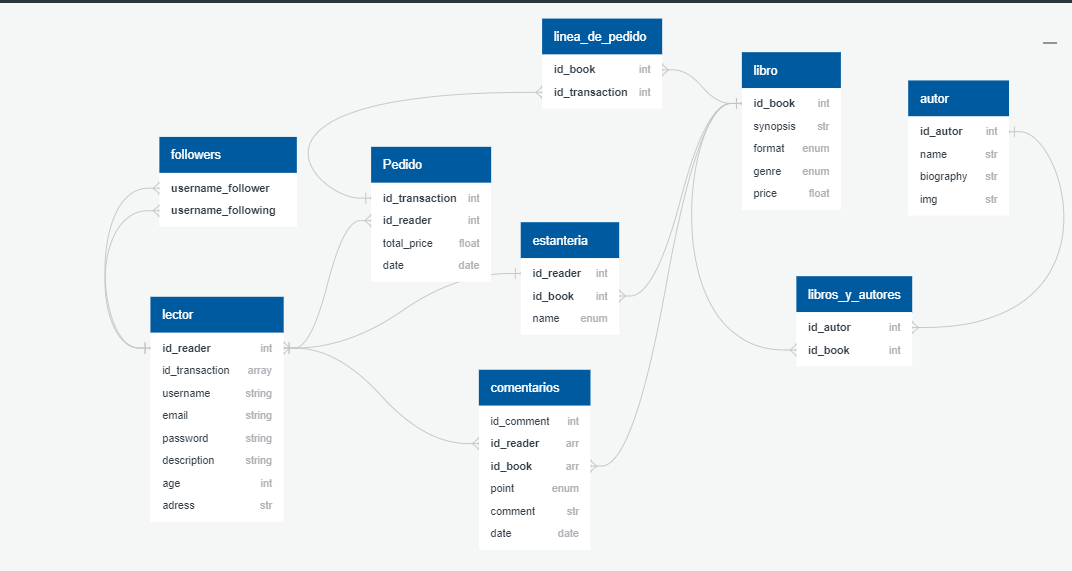 linea_de_pedido
id_book int
id_transaction int
libro
id_book int
synopsis str
format enum
genre enum
price float
autor
id_autor int
name str
biography str
img str
followers
username_follower
username_following
Pedido
id_transaction int
id_reader int
total_price float
date date
estanteria
id_reader int
id_book int
name enum
libros_y_autores
id_autor int
id_book int
lector
id_reader int
id_transaction array
username string
email string
password string
description string
age int
adress str
comentarios
id_comment int
id_reader arr
id_book arr
point enum
comment str
date date